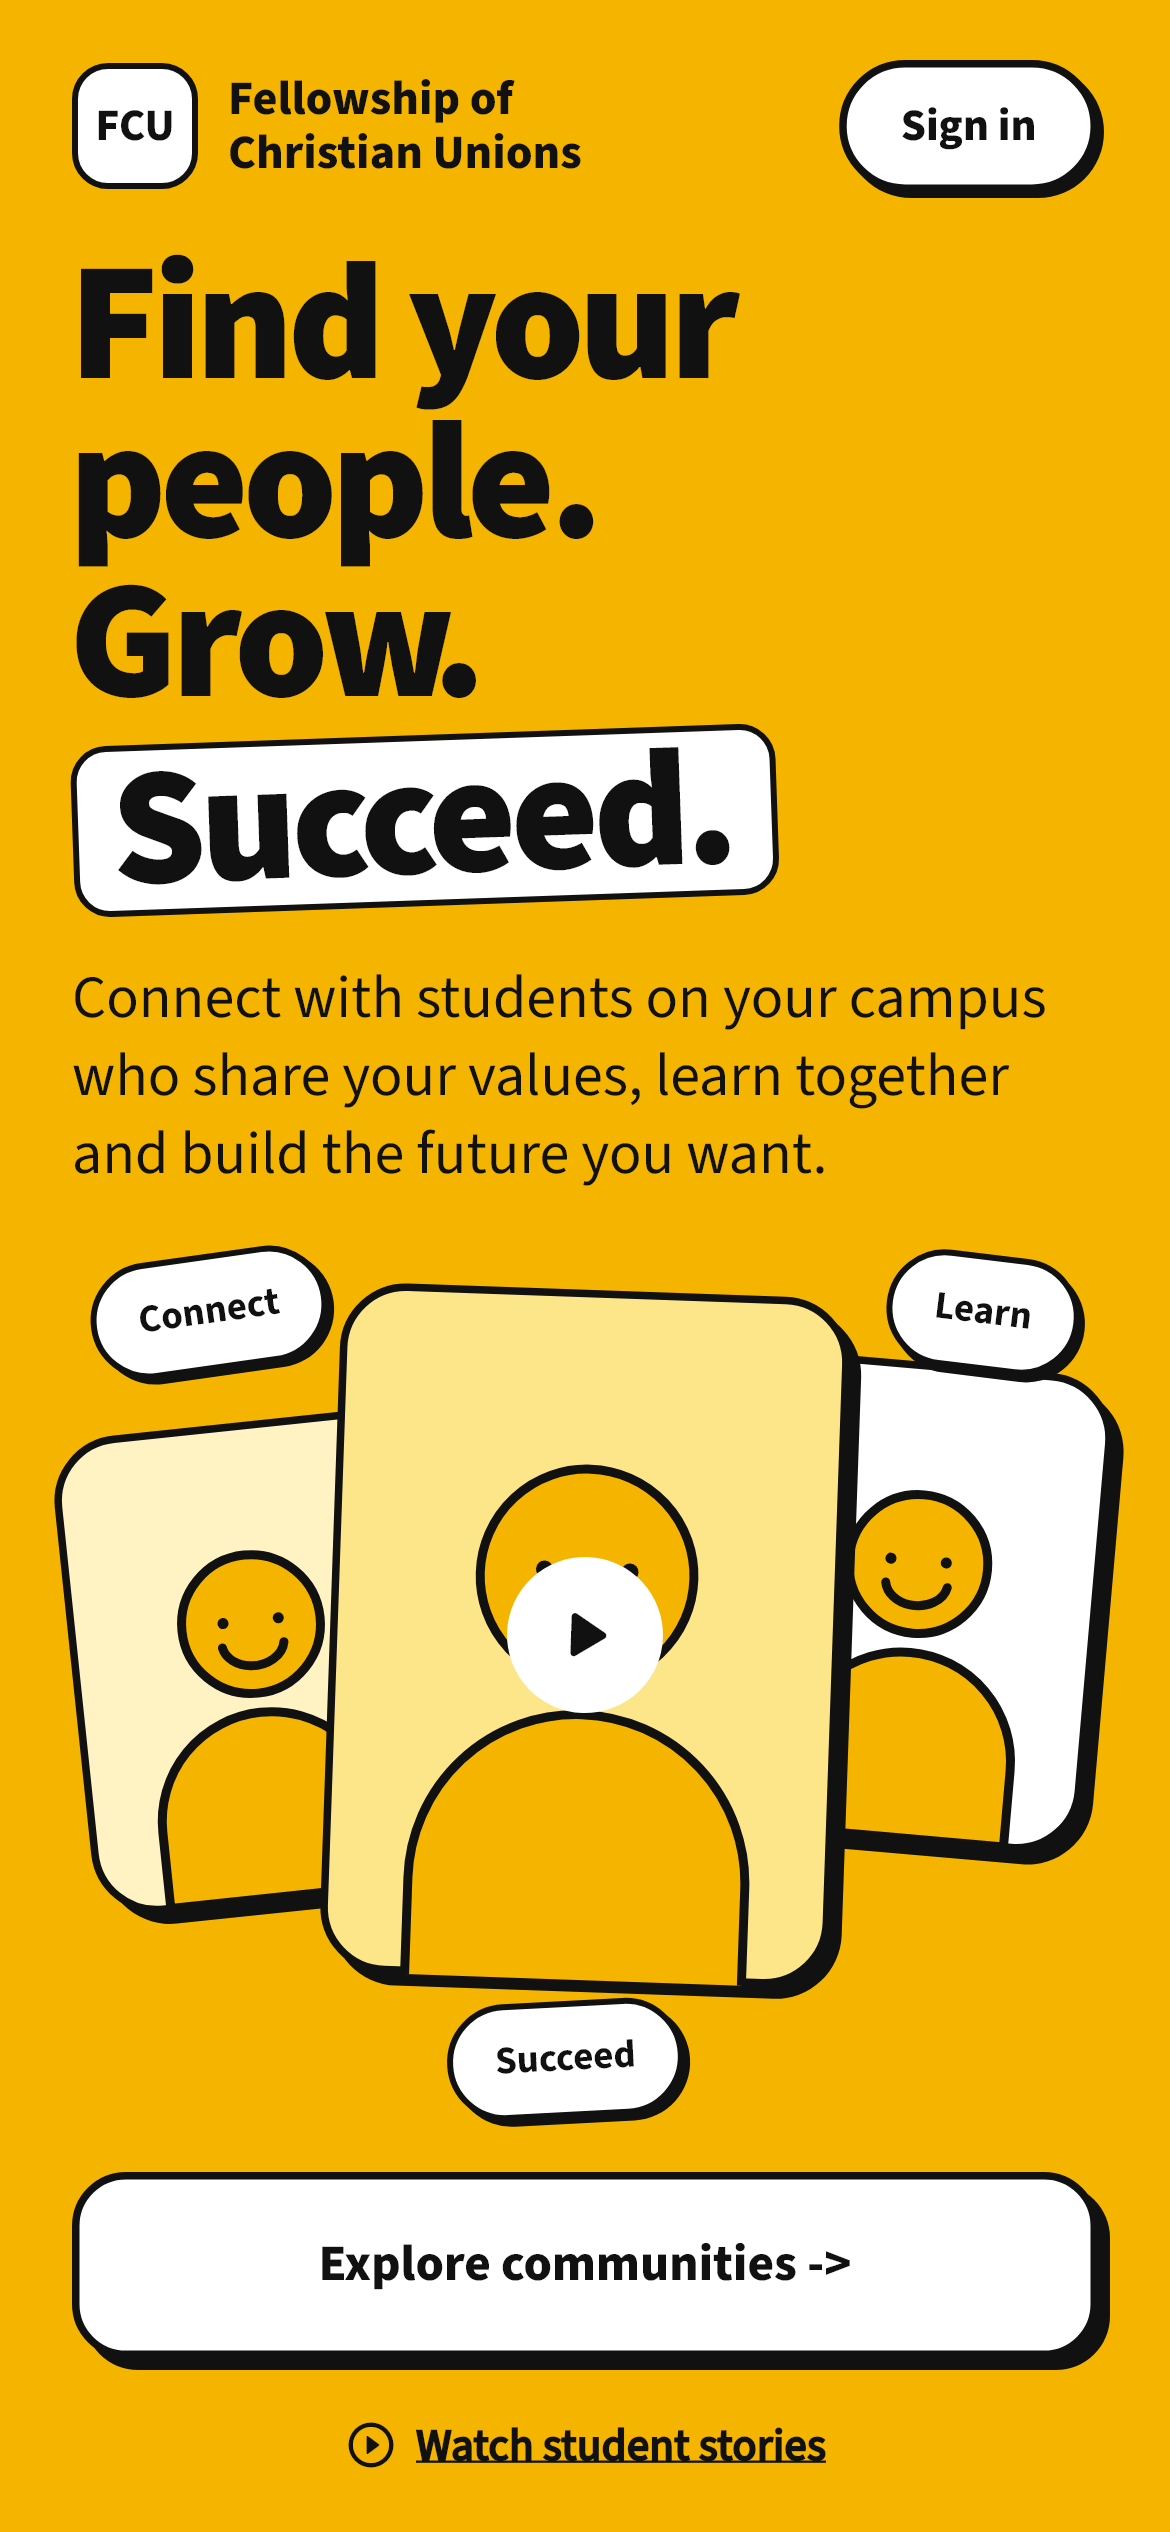 FCU
Fellowship of
Christian Unions
Sign in
Find your
people.
Grow.
Succeed.
Connect with students on your campus
who share your values, learn together
and build the future you want.
Connect
Learn
Succeed
Explore communities ->
Watch student stories